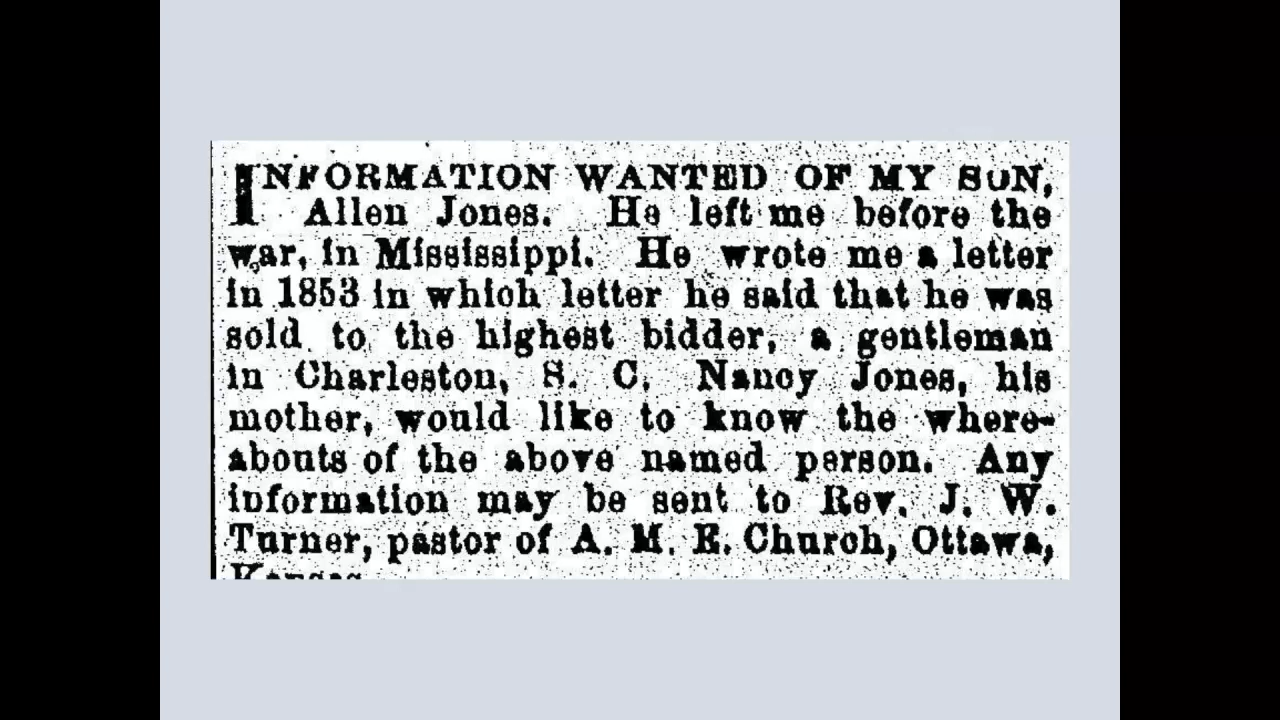 INFORMATION WANTED OF MY SON,
Allen Jones. He left me before the
war, in Mississippi. He wrote me a letter
in 1853 in which letter he said that he was
sold to the highest bidder, a gentleman
in Charleston, S. C. Nancy Jones, his
mother, would like to know the where-
abouts of the above named person. Any
information may be sent to Rev. J. W.
Turner, pastor of A. M. E. Church, Ottawa,
Kansas